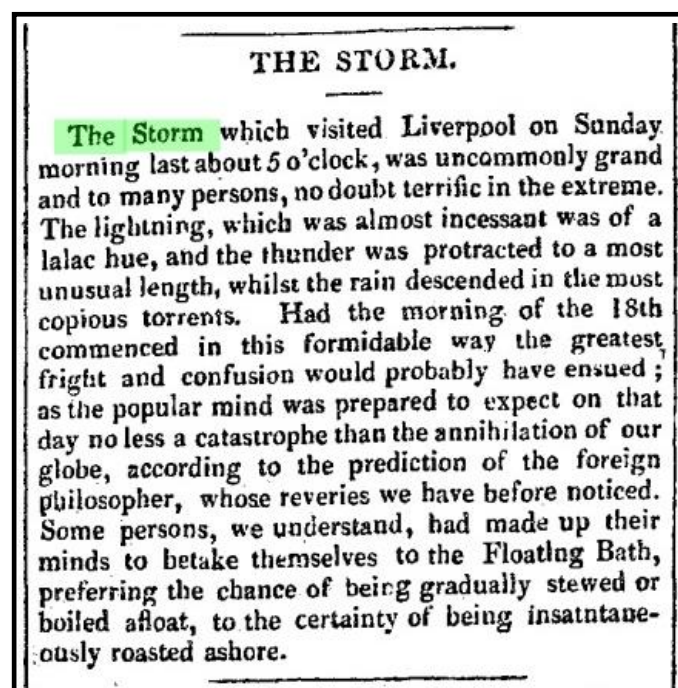 THE STORM.
The Storm which visited Liverpool on Sunday
morning last about 5 o'clock, was uncommonly grand
and to many persons, no doubt terrific in the extreme.
The lightning, which was almost incessant was of a
lalac hue, and the thunder was protracted to a most
unusual length, whilst the rain descended in the most
copious torrents. Had the morning of the 18th
commenced in this formidable way the greatest,
fright and confusion would probably have ensued ;
as the popular mind was prepared to expect on that
day no less a catastrophe than the annihilation of our
globe, according to the prediction of the foreign
philosopher, whose reveries we have before noticed.
Some persons, we understand, had made up their
minds to betake themselves to the Floating Bath,
preferring the chance of being gradually stewed or
boiled afloat, to the certainty of being insatntane-
ously roasted ashore.